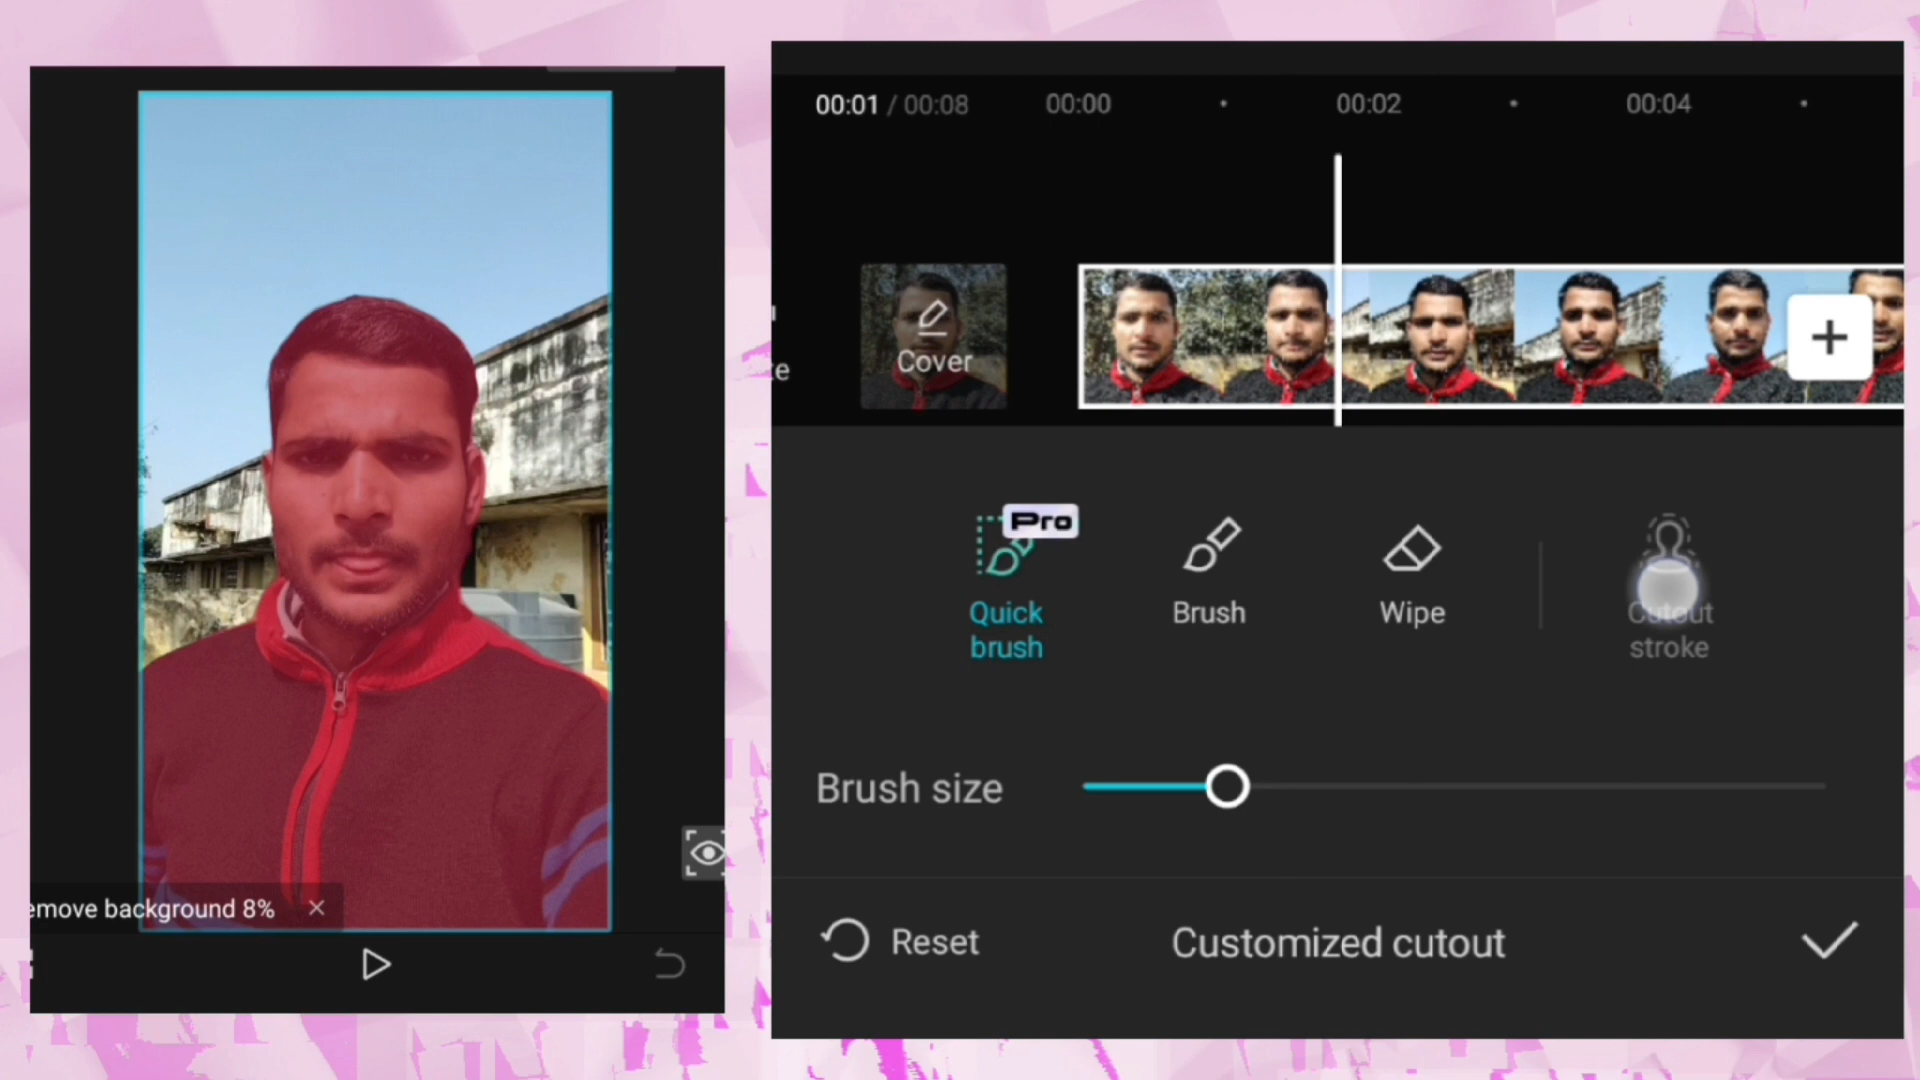 emove background 8%
00:01 / 00:08 00:00 00:02 00:04
Cover
Pro
Quick
brush
Brush
Wipe
Cutout
stroke
Brush size
Reset
Customized cutout